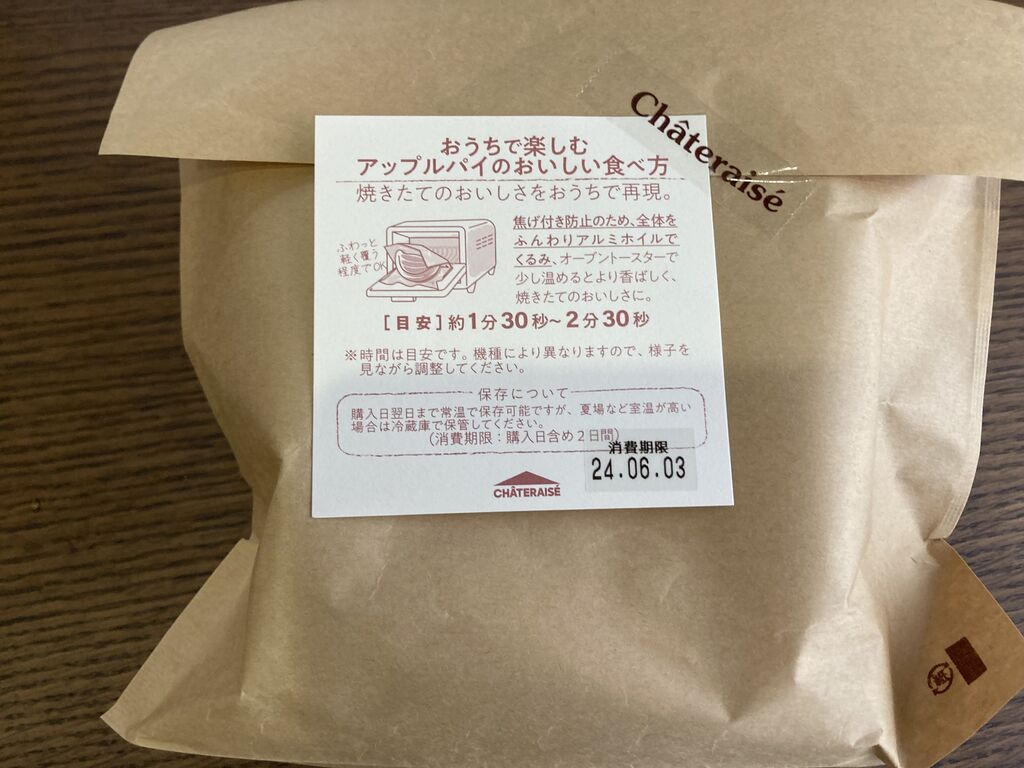 Châteraisé
おうちで楽しむ
アップルパイのおいしい食べ方
焼きたてのおいしさをおうちで再現。
ふわっと
軽く覆う
程度でOK
焦げ付き防止のため、全体を
ふんわりアルミホイルで
くるみ、オーブントースターで
少し温めるとより香ばしく、
焼きたてのおいしさに。
[目安]約1分30秒~2分30秒
※時間は目安です。機種により異なりますので、様子を
見ながら調整してください。
保存について
購入日翌日まで常温で保存可能ですが、夏場など室温が高い
場合は冷蔵庫で保管してください。
(消費期限:購入日含め2日間)
消費期限
24.06.03
CHÂTERAISÉ
紙